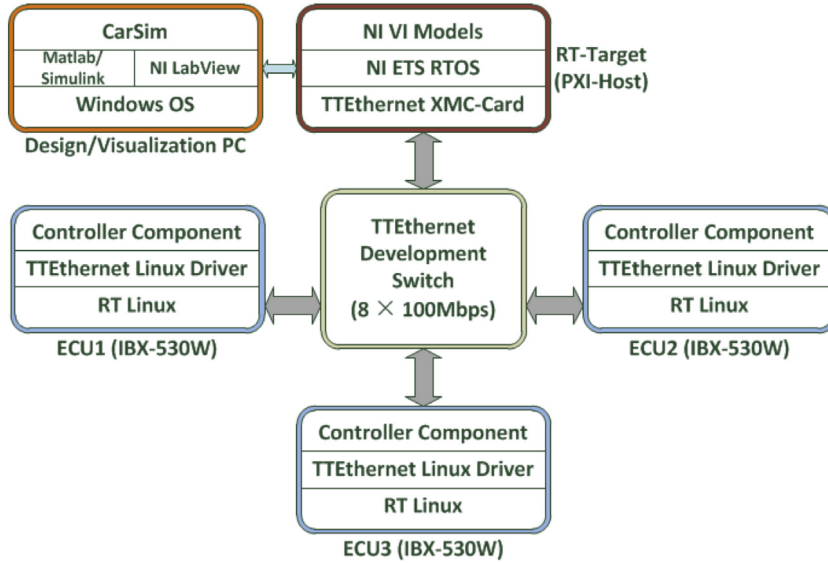 CarSim
Matlab/
Simulink
NI LabView
Windows OS
Design/Visualization PC
NI VI Models
NI ETS RTOS
TTEthernet XMC-Card
RT-Target
(PXI-Host)
Controller Component
TTEthernet Linux Driver
RT Linux
ECU1 (IBX-530W)
TTEthernet
Development
Switch
(8 × 100Mbps)
Controller Component
TTEthernet Linux Driver
RT Linux
ECU2 (IBX-530W)
Controller Component
TTEthernet Linux Driver
RT Linux
ECU3 (IBX-530W)